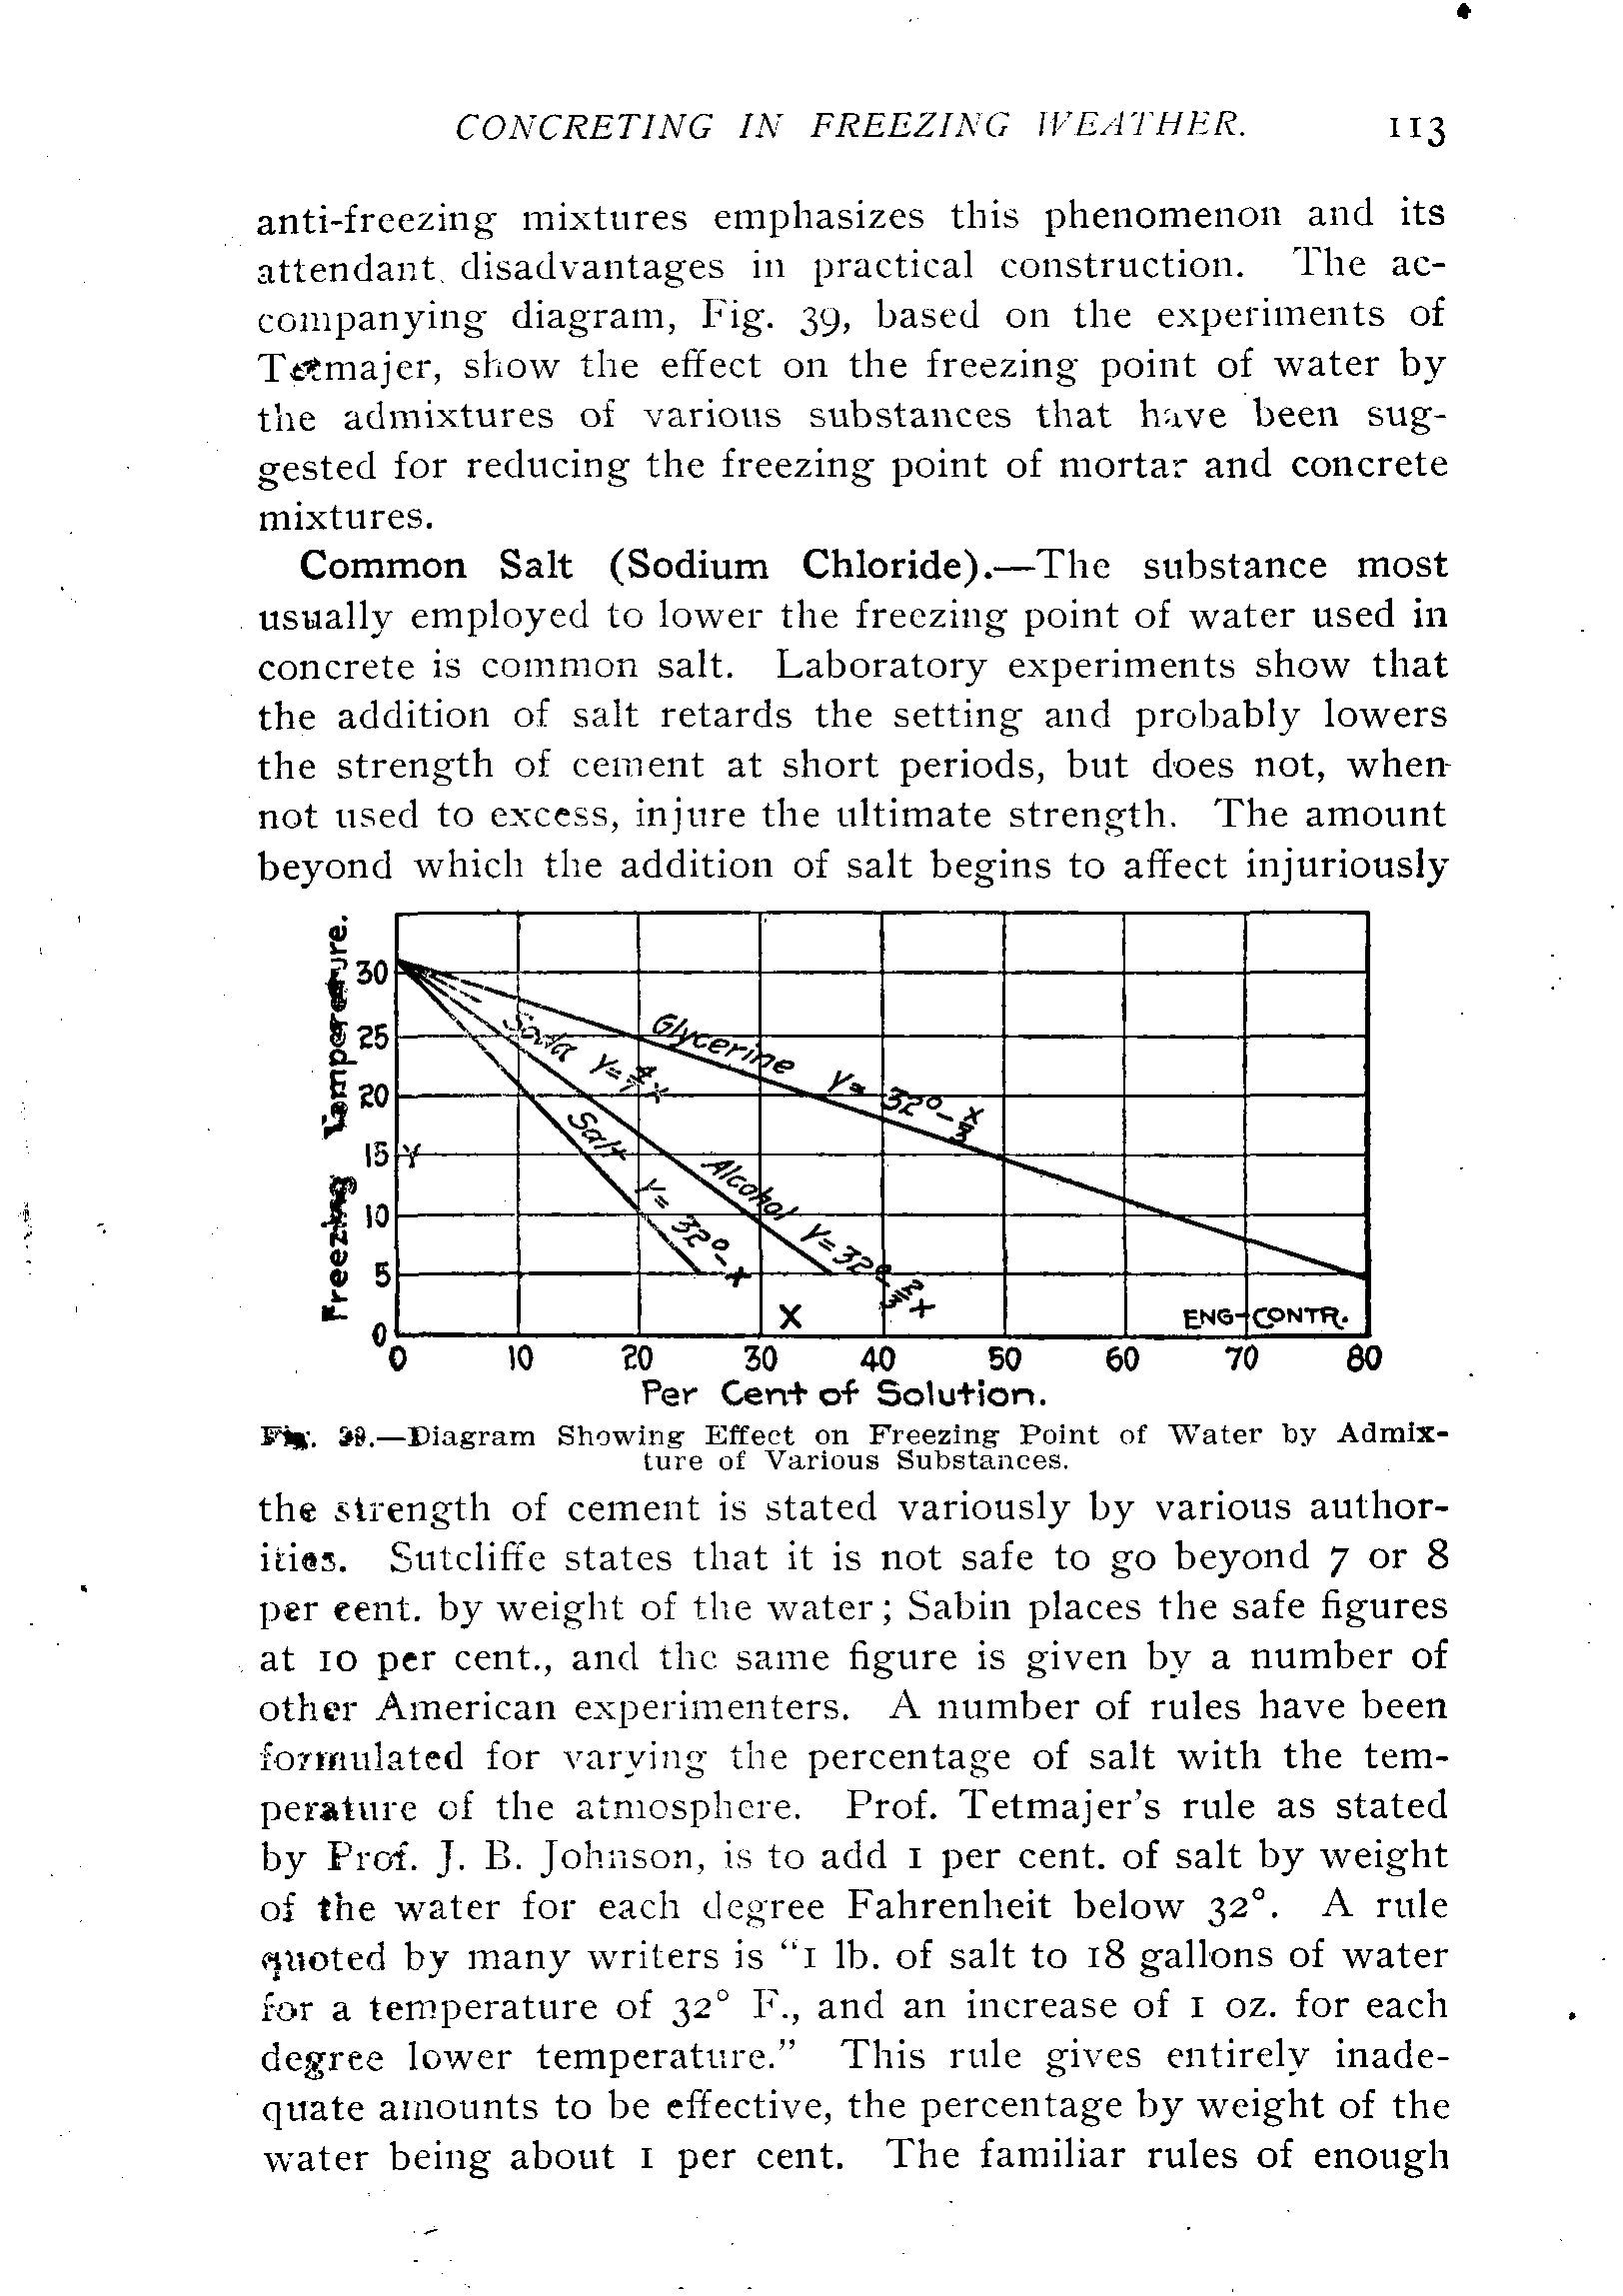 CONCRETING IN FREEZING WEATHER. 113
anti-freezing mixtures emphasizes this phenomenon and its
attendant disadvantages in practical construction. The ac-
companying diagram, Fig. 39, based on the experiments of
Tetmajer, show the effect on the freezing point of water by
the admixtures of various substances that have been sug-
gested for reducing the freezing point of mortar and concrete
mixtures.
Common Salt (Sodium Chloride).—The substance most
usually employed to lower the freezing point of water used in
concrete is common salt. Laboratory experiments show that
the addition of salt retards the setting and probably lowers
the strength of cement at short periods, but does not, when
not used to excess, injure the ultimate strength. The amount
beyond which the addition of salt begins to affect injuriously
Freezing Temperature.
30
25
20
15
10
5
0
Y
Soda Y=4/7 X
Glycerine Y= 32°-X/3
Salt Y= 32°-X
Alcohol Y=32°-2/3 X
X
ENG-CONTR.
0 10 20 30 40 50 60 70 80
Per Cent of Solution.
Fig. 39.—Diagram Showing Effect on Freezing Point of Water by Admix-
ture of Various Substances.
the strength of cement is stated variously by various author-
ities. Sutcliffe states that it is not safe to go beyond 7 or 8
per cent. by weight of the water; Sabin places the safe figures
at 10 per cent., and the same figure is given by a number of
other American experimenters. A number of rules have been
formulated for varying the percentage of salt with the tem-
perature of the atmosphere. Prof. Tetmajer's rule as stated
by Prof. J. B. Johnson, is to add 1 per cent. of salt by weight
of the water for each degree Fahrenheit below 32°. A rule
quoted by many writers is "1 lb. of salt to 18 gallons of water
for a temperature of 32° F., and an increase of 1 oz. for each
degree lower temperature." This rule gives entirely inade-
quate amounts to be effective, the percentage by weight of the
water being about 1 per cent. The familiar rules of enough